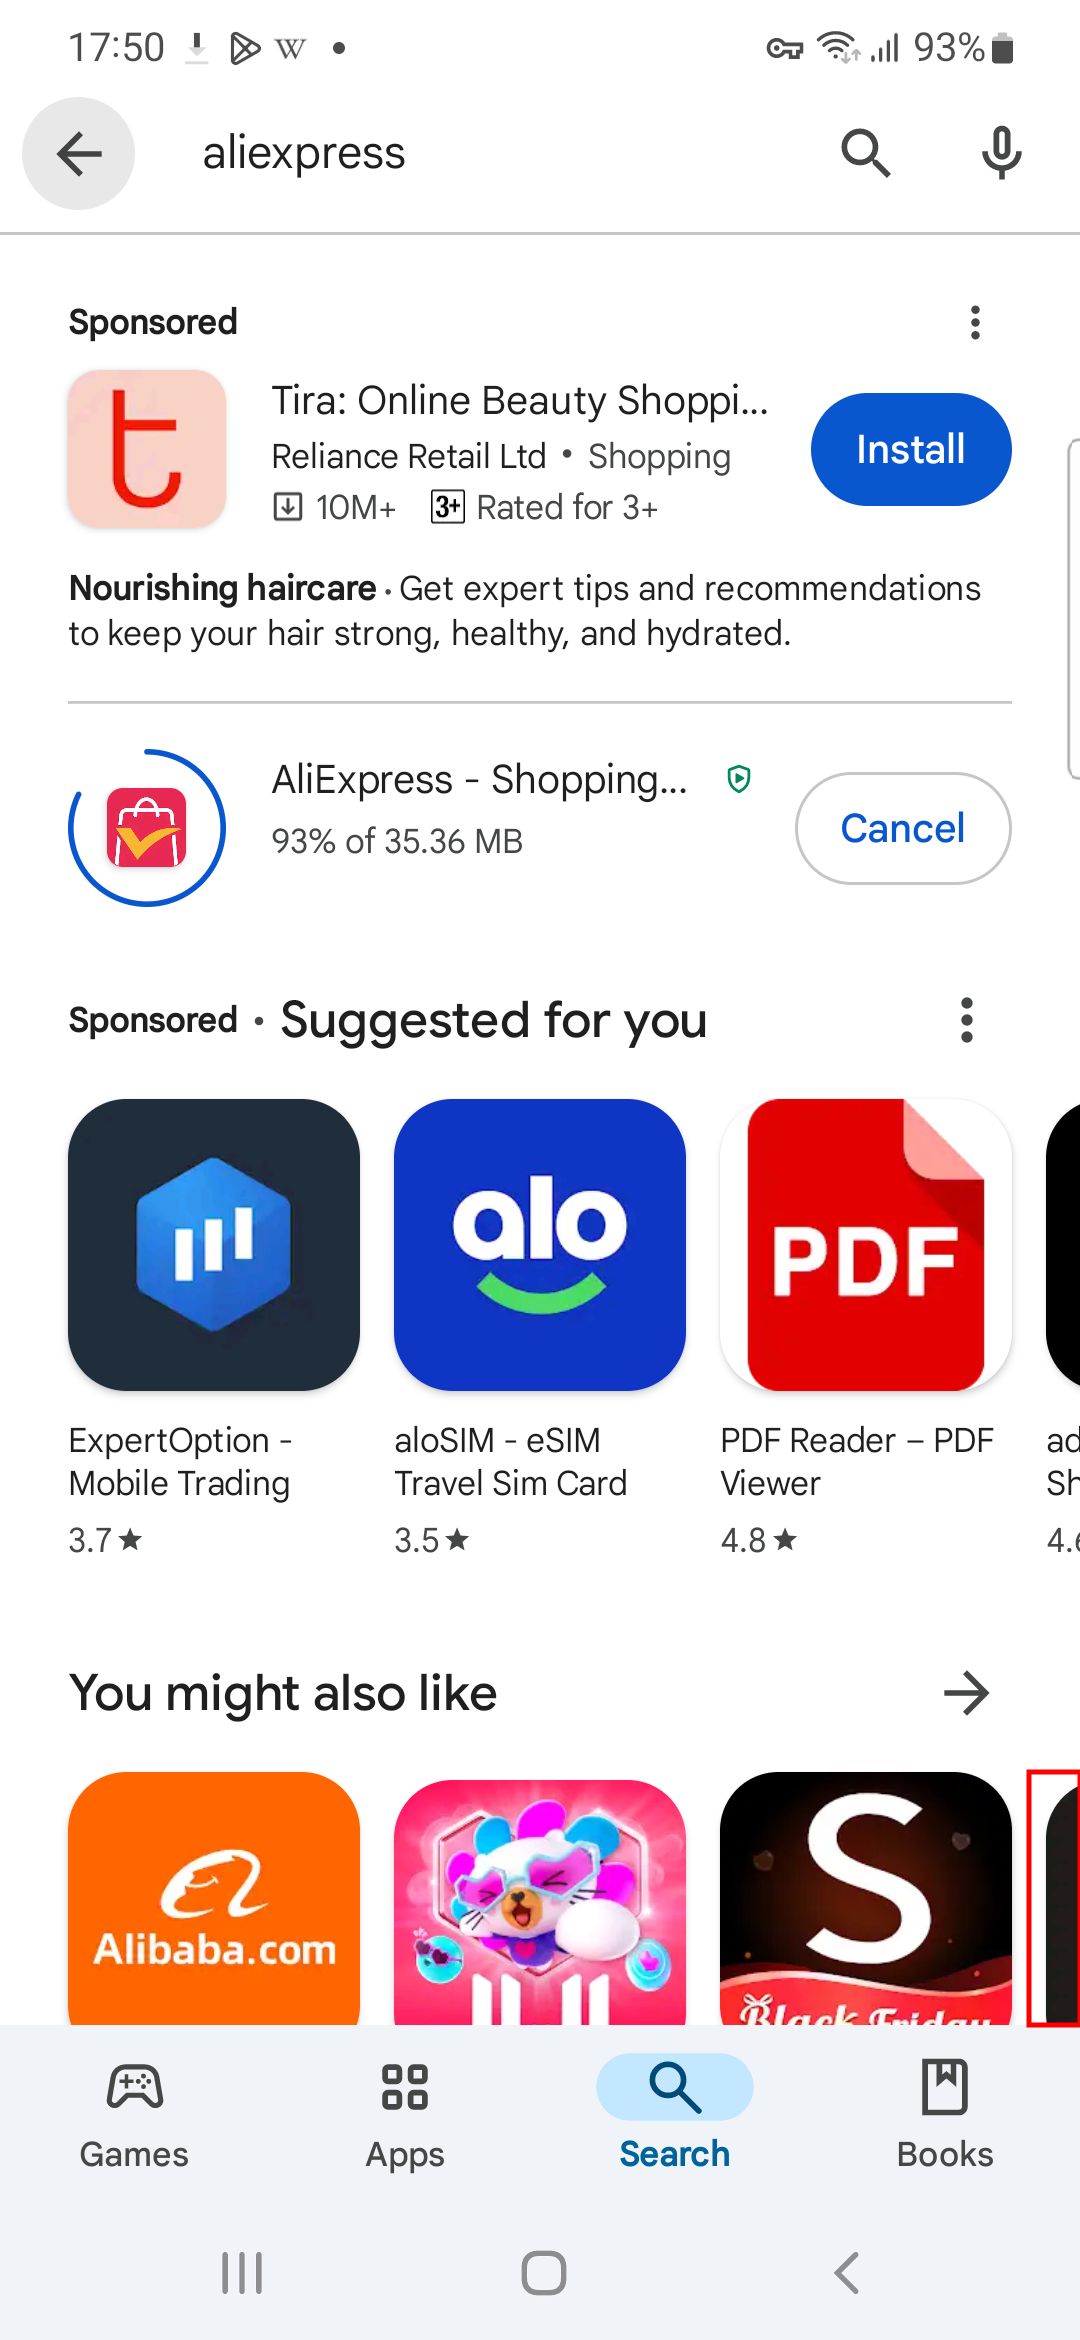 17:50
93%
aliexpress
Sponsored
Tira: Online Beauty Shoppi...
Reliance Retail Ltd • Shopping
10M+ 3+ Rated for 3+
Install
Nourishing haircare · Get expert tips and recommendations
to keep your hair strong, healthy, and hydrated.
AliExpress - Shopping...
93% of 35.36 MB
Cancel
Sponsored • Suggested for you
alo
PDF
ExpertOption -
Mobile Trading
3.7★
aloSIM - eSIM
Travel Sim Card
3.5★
PDF Reader – PDF
Viewer
4.8★
You might also like
Alibaba.com
S
Black Friday
Games
Apps
Search
Books